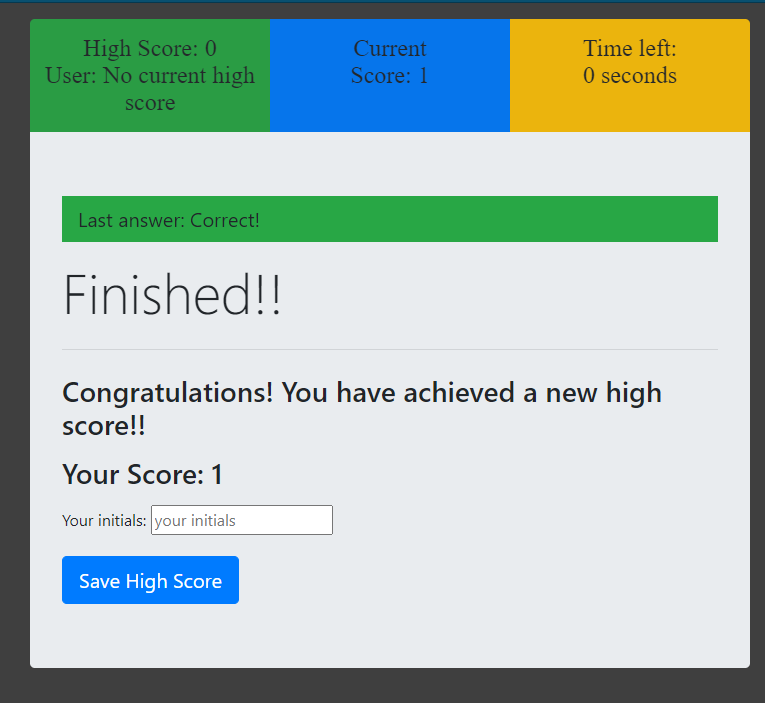 High Score: 0
User: No current high
score
Current
Score: 1
Time left:
0 seconds
Last answer: Correct!
Finished!!
Congratulations! You have achieved a new high
score!!
Your Score: 1
Your initials: your initials
Save High Score